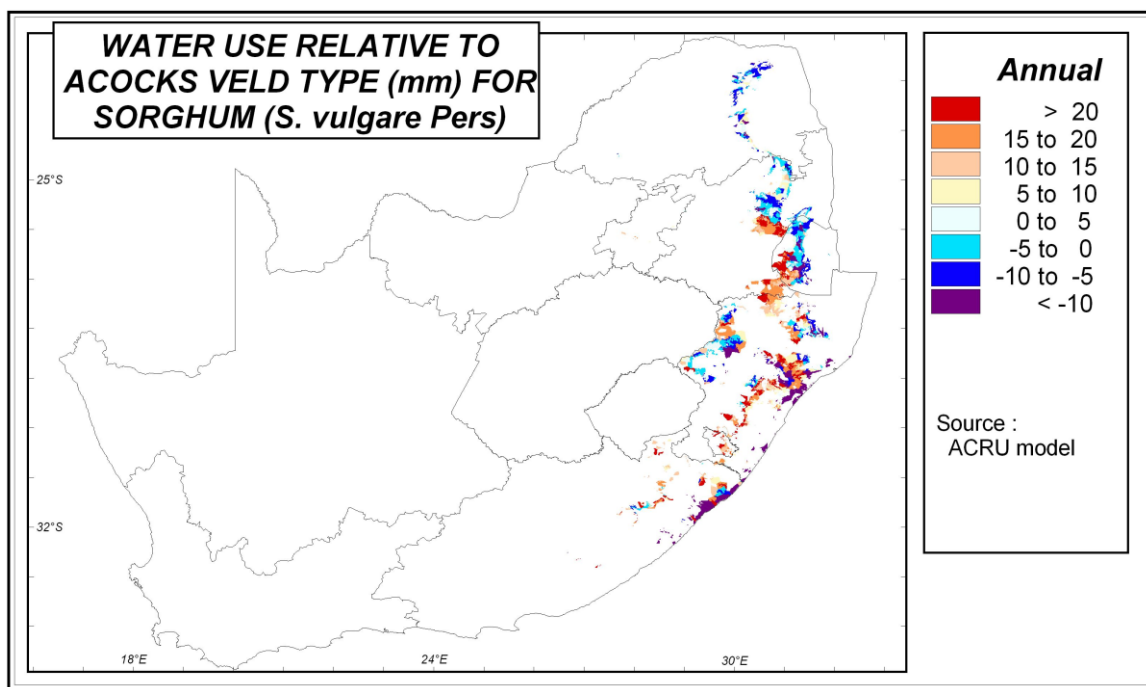 WATER USE RELATIVE TO
ACOCKS VELD TYPE (mm) FOR
SORGHUM (S. vulgare Pers)
25°S
32°S
18°E
24°E
30°E
Annual
> 20
15 to 20
10 to 15
5 to 10
0 to 5
-5 to 0
-10 to -5
< -10
Source :
ACRU model